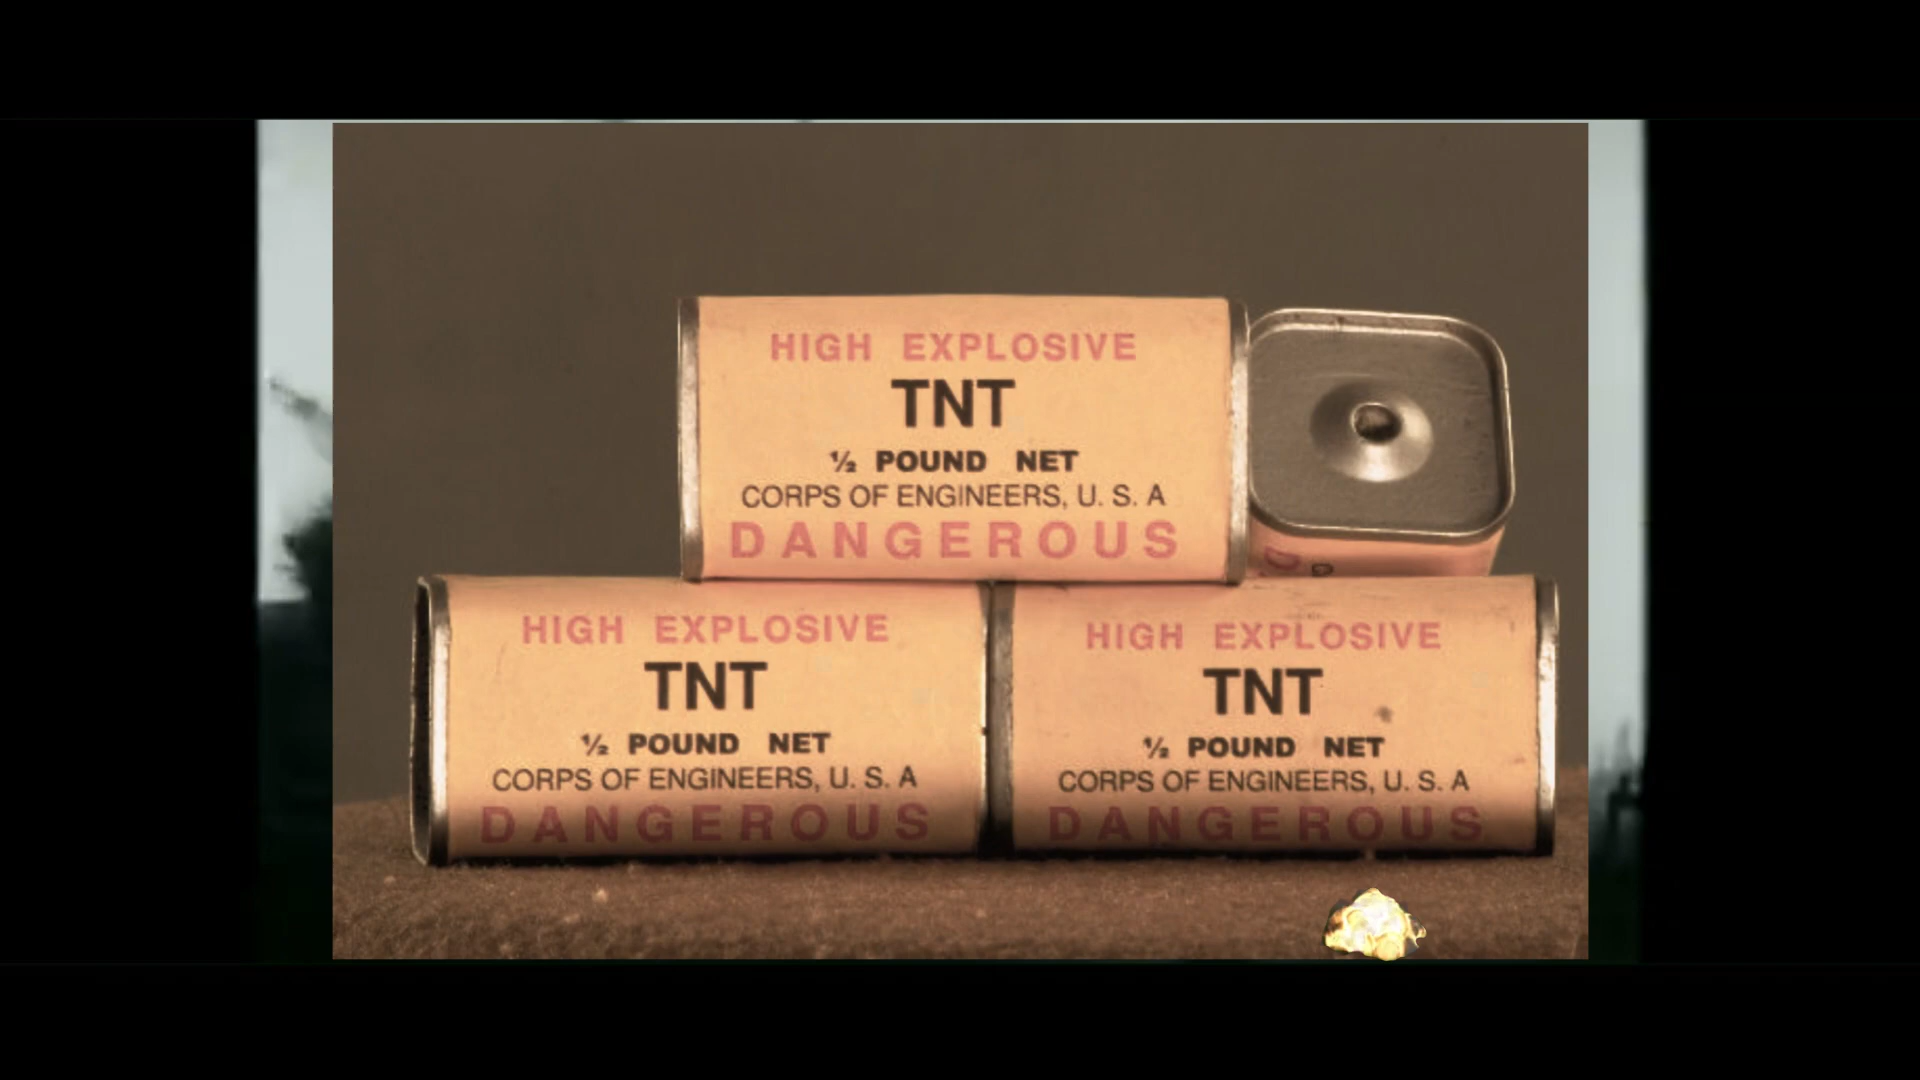 HIGH EXPLOSIVE
TNT
½ POUND NET
CORPS OF ENGINEERS, U. S. A
DANGEROUS
HIGH EXPLOSIVE
TNT
½ POUND NET
CORPS OF ENGINEERS, U. S. A
DANGEROUS
HIGH EXPLOSIVE
TNT
½ POUND NET
CORPS OF ENGINEERS, U. S. A
DANGEROUS